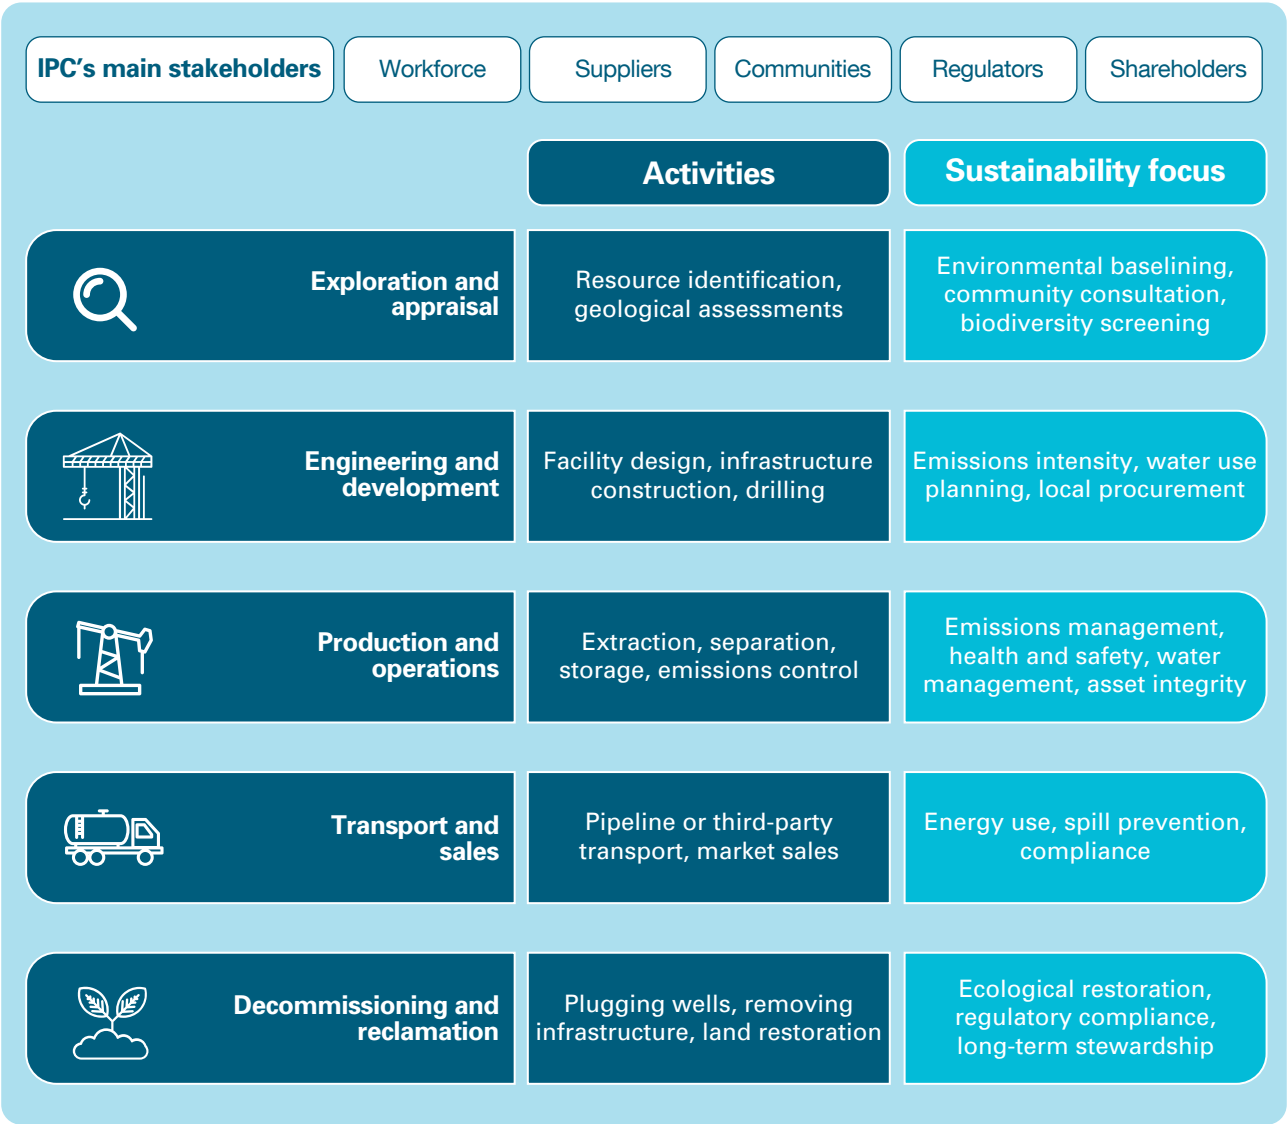 IPC's main stakeholders
Workforce
Suppliers
Communities
Regulators
Shareholders
Activities
Sustainability focus
Exploration and
appraisal
Resource identification,
geological assessments
Environmental baselining,
community consultation,
biodiversity screening
Engineering and
development
Facility design, infrastructure
construction, drilling
Emissions intensity, water use
planning, local procurement
Production and
operations
Extraction, separation,
storage, emissions control
Emissions management,
health and safety, water
management, asset integrity
Transport and
sales
Pipeline or third-party
transport, market sales
Energy use, spill prevention,
compliance
Decommissioning and
reclamation
Plugging wells, removing
infrastructure, land restoration
Ecological restoration,
regulatory compliance,
long-term stewardship